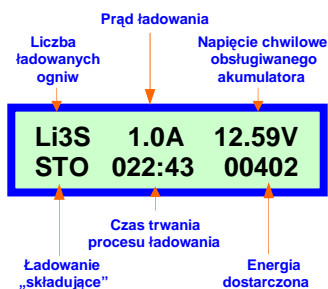 Prąd ładowania
Liczba
ładowanych
ogniw
Napięcie chwilowe
obsługiwanego
akumulatora
Li3S 1.0A 12.59V
STO 022:43 00402
Czas trwania
procesu ładowania
Ładowanie
„składujące”
Energia
dostarczona